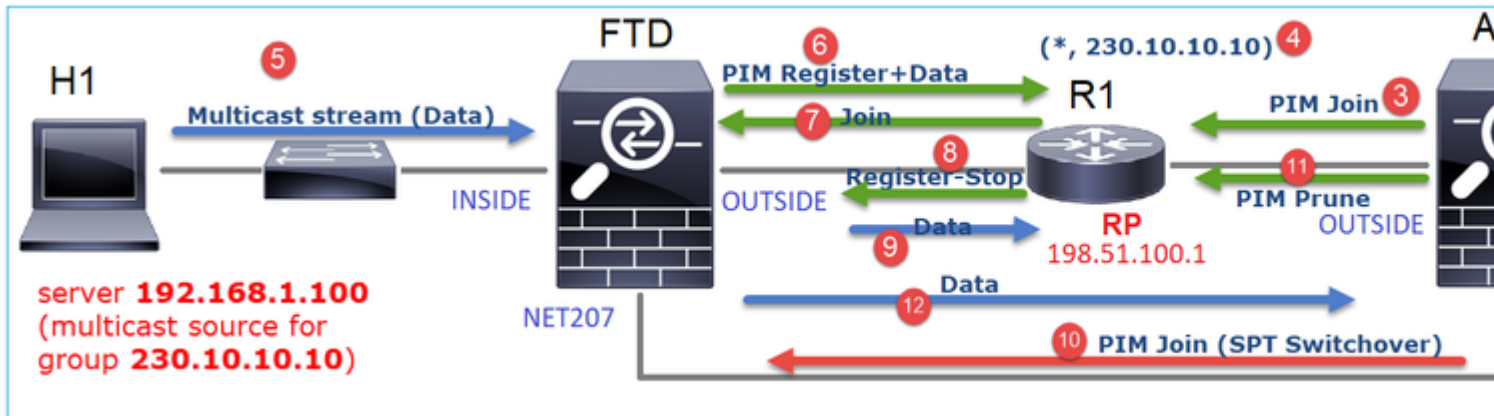 FTD
A
6
(*, 230.10.10.10) 4
5
H1
PIM Register+Data
R1
PIM Join 3
Multicast stream (Data)
7 Join
8
11
Register-Stop
INSIDE
OUTSIDE
PIM Prune
RP
OUTSIDE
Data
9
198.51.100.1
server 192.168.1.100
(multicast source for
group 230.10.10.10)
NET207
Data
12
10 PIM Join (SPT Switchover)